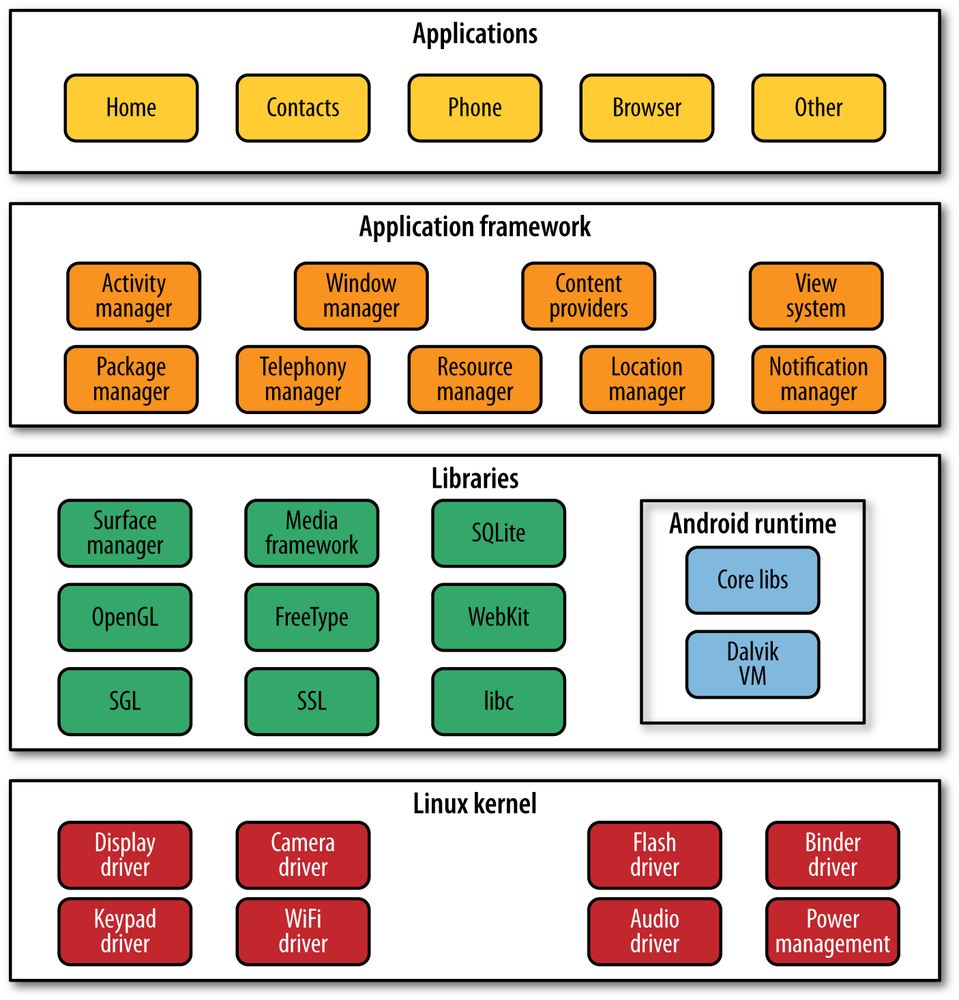 Applications
Home
Contacts
Phone
Browser
Other
Application framework
Activity
manager
Window
manager
Content
providers
View
system
Package
manager
Telephony
manager
Resource
manager
Location
manager
Notification
manager
Libraries
Surface
manager
Media
framework
SQLite
OpenGL
FreeType
WebKit
SGL
SSL
libc
Android runtime
Core libs
Dalvik
VM
Linux kernel
Display
driver
Camera
driver
Flash
driver
Binder
driver
Keypad
driver
WiFi
driver
Audio
driver
Power
management